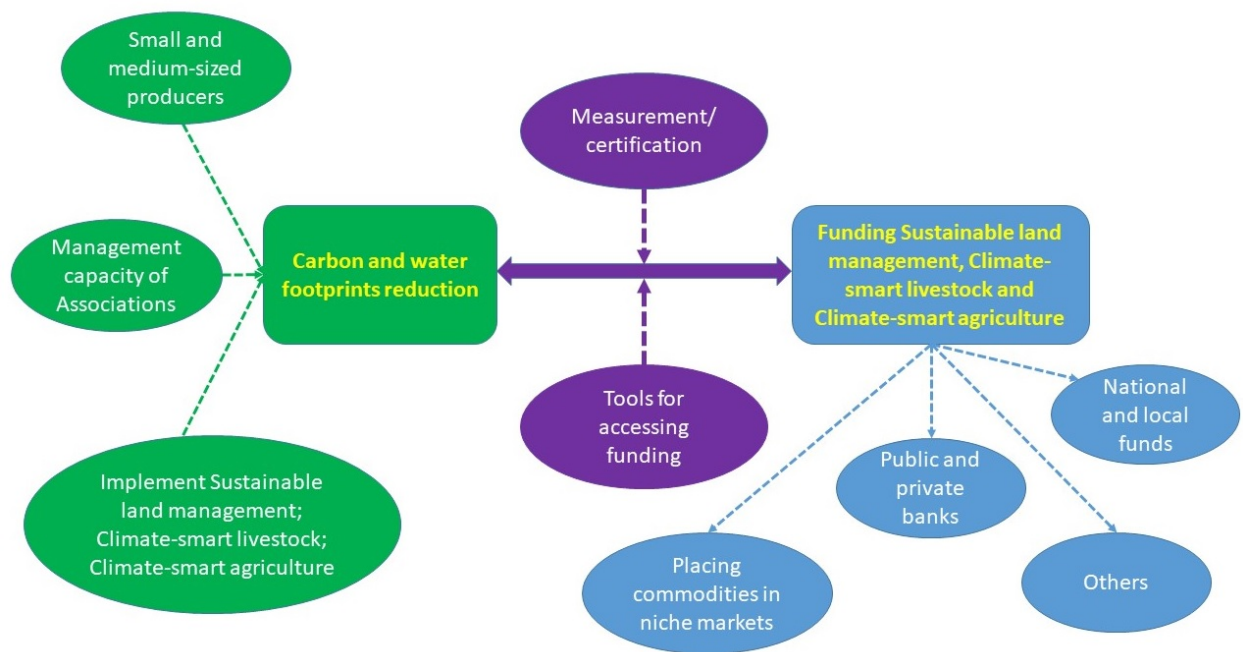 Small and
medium-sized
producers
Measurement/
certification
Management
capacity of
Associations
Carbon and water
footprints reduction
Funding Sustainable land
management, Climate-
smart livestock and
Climate-smart agriculture
Tools for
accessing
funding
National
and local
funds
Public and
private
banks
Implement Sustainable
land management;
Climate-smart livestock;
Climate-smart agriculture
Placing
commodities in
niche markets
Others